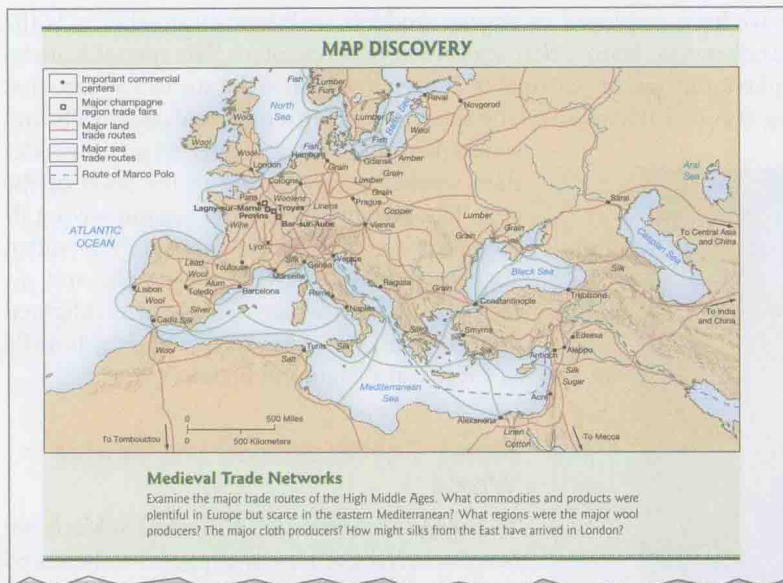 MAP DISCOVERY
Important commercial
centers
Major champagne
region trade fairs
Major land
trade routes
Major sea
trade routes
Route of Marco Polo
Fish
Lumber
Furs
North
Sea
Baltic Sea
Reval
Novgorod
Wool
Lumber
Fish
Wool
Wool
Wool
London
Fish
Hamburg
Grain
Gdansk
Amber
Grain
Lumber
Grain
Cologne
Paris
Woolens
Lagny-sur-Marne
Troyes
Provins
Bar-sur-Aube
Linens
Prague
Copper
Vienna
Lumber
Grain
Grain
Sarai
Aral
Sea
To Central Asia
and China
Caspian Sea
ATLANTIC
OCEAN
Wine
Lyon
Lead
Wool
Toulouse
Alum
Silk
Genoa
Venice
Marseille
Lisbon
Toledo
Barcelona
Wool
Silver
Cadiz
Silk
Rome
Naples
Ragusa
Grain
Black Sea
Silk
Constantinople
Trebizond
To India
and China
Wool
Tunis
Silk
Salt
Silk
Smyrna
Silk
Edessa
Antioch
Aleppo
Silk
Sugar
Mediterranean
Sea
Acre
Alexandria
Linen
Cotton
To Mecca
To Tombouctou
0 500 Miles
0 500 Kilometers
Medieval Trade Networks
Examine the major trade routes of the High Middle Ages. What commodities and products were
plentiful in Europe but scarce in the eastern Mediterranean? What regions were the major wool
producers? The major cloth producers? How might silks from the East have arrived in London?